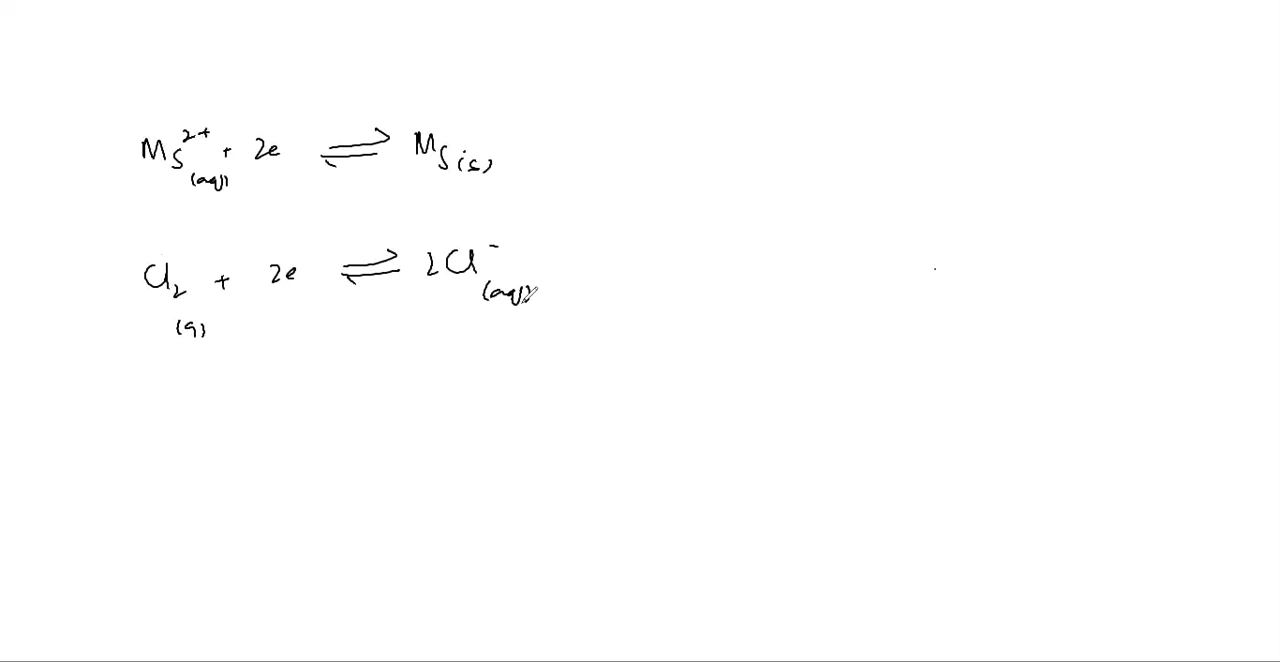 Mg²⁺(aq) + 2e ⇌ Mg(s)
Cl₂(g) + 2e ⇌ 2Cl⁻(aq)